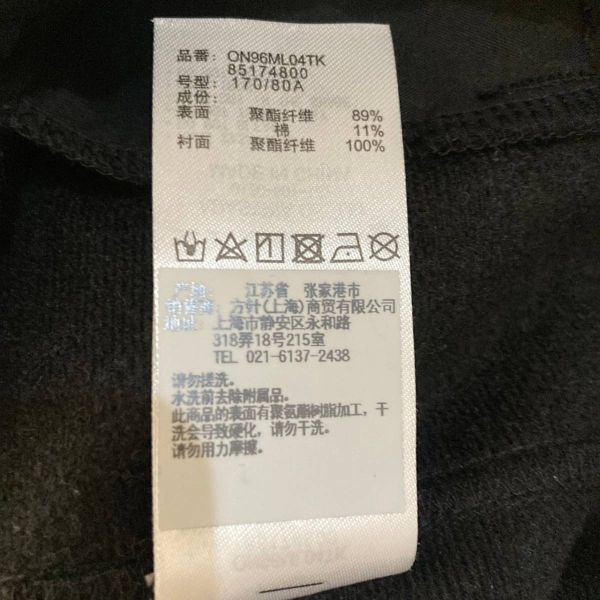 品番: ON96ML04TK
85174800
号型: 170/80A
成份:
表面 聚酯纤维 89%
棉 11%
衬面 聚酯纤维 100%
MADE IN CHINA
产地: 江苏省 张家港市
方针(上海)商贸有限公司
地址: 上海市静安区永和路
318弄18号215室
TEL 021-6137-2438
请勿搓洗。
水洗前去除附属品。
此商品的表面有聚氨酯树脂加工，干
洗会导致硬化，请勿干洗。
请勿用力摩擦。